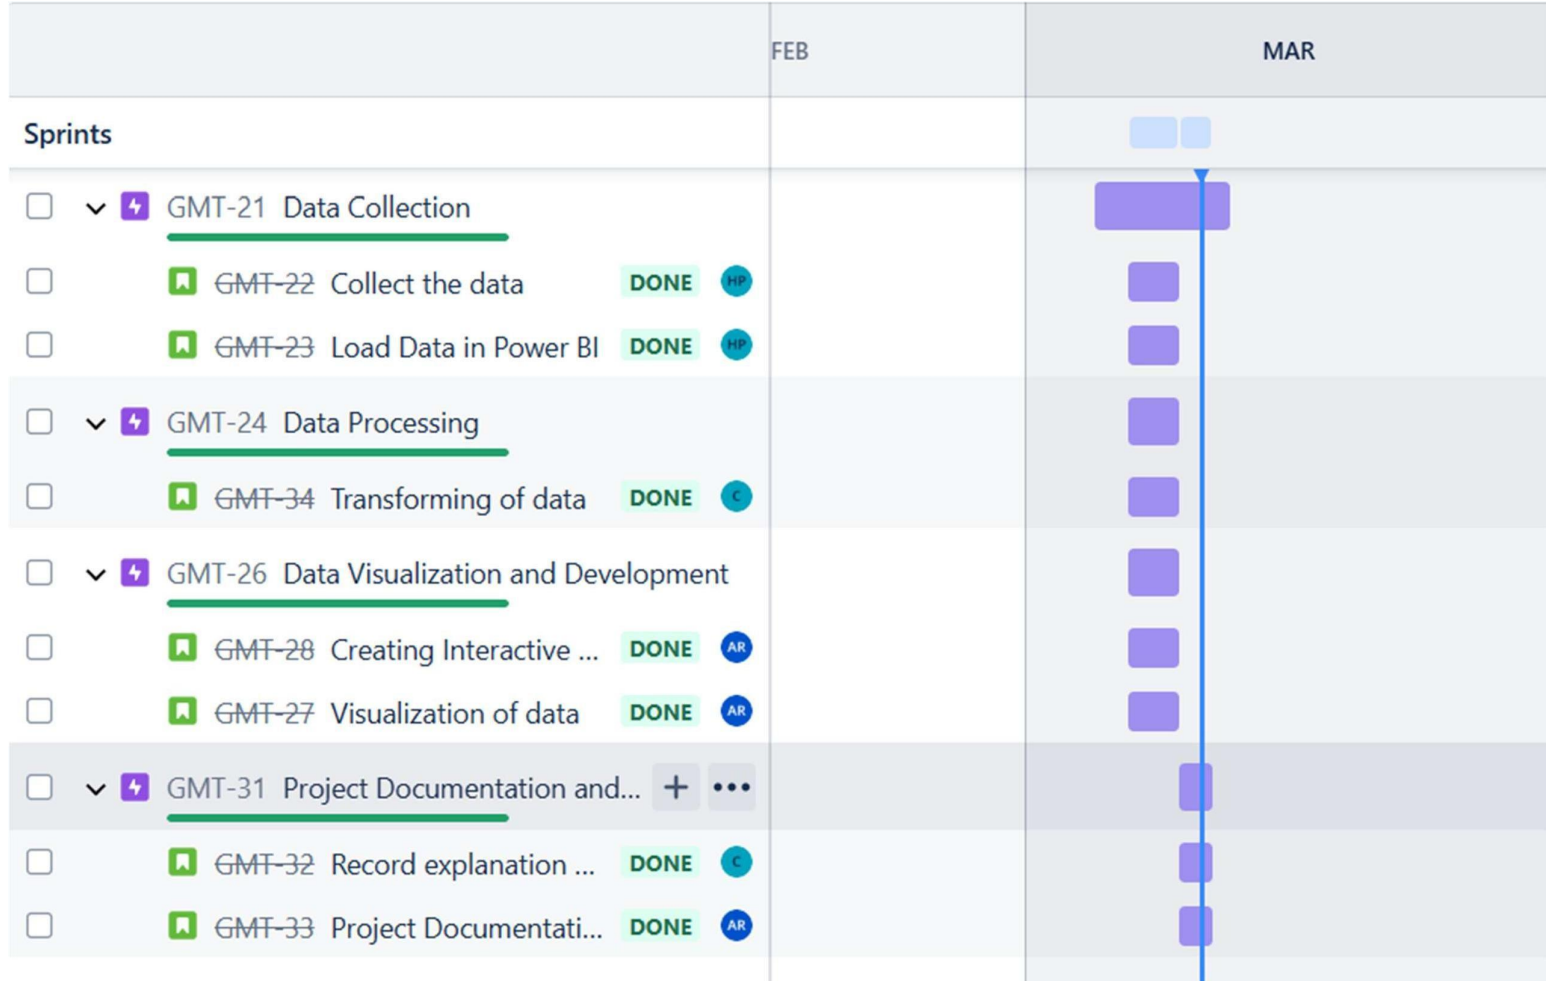 FEB MAR
Sprints
GMT-21 Data Collection
GMT-22 Collect the data DONE HP
GMT-23 Load Data in Power BI DONE HP
GMT-24 Data Processing
GMT-34 Transforming of data DONE C
GMT-26 Data Visualization and Development
GMT-28 Creating Interactive ... DONE AR
GMT-27 Visualization of data DONE AR
GMT-31 Project Documentation and...
GMT-32 Record explanation ... DONE C
GMT-33 Project Documentati... DONE AR